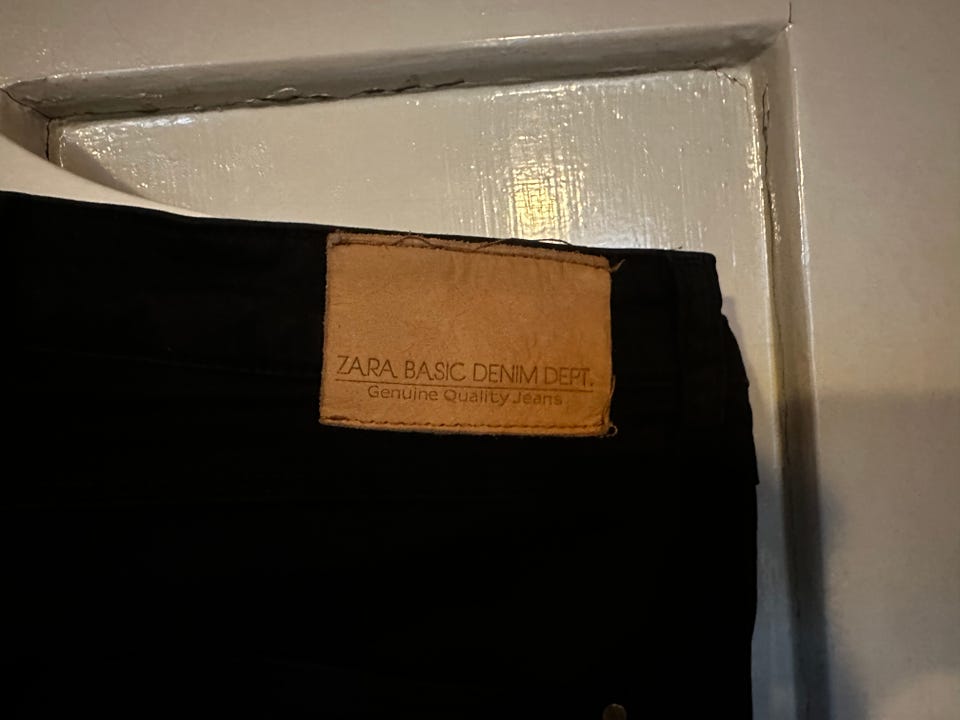 ZARA BASIC DENIM DEPT.
Genuine Quality Jeans